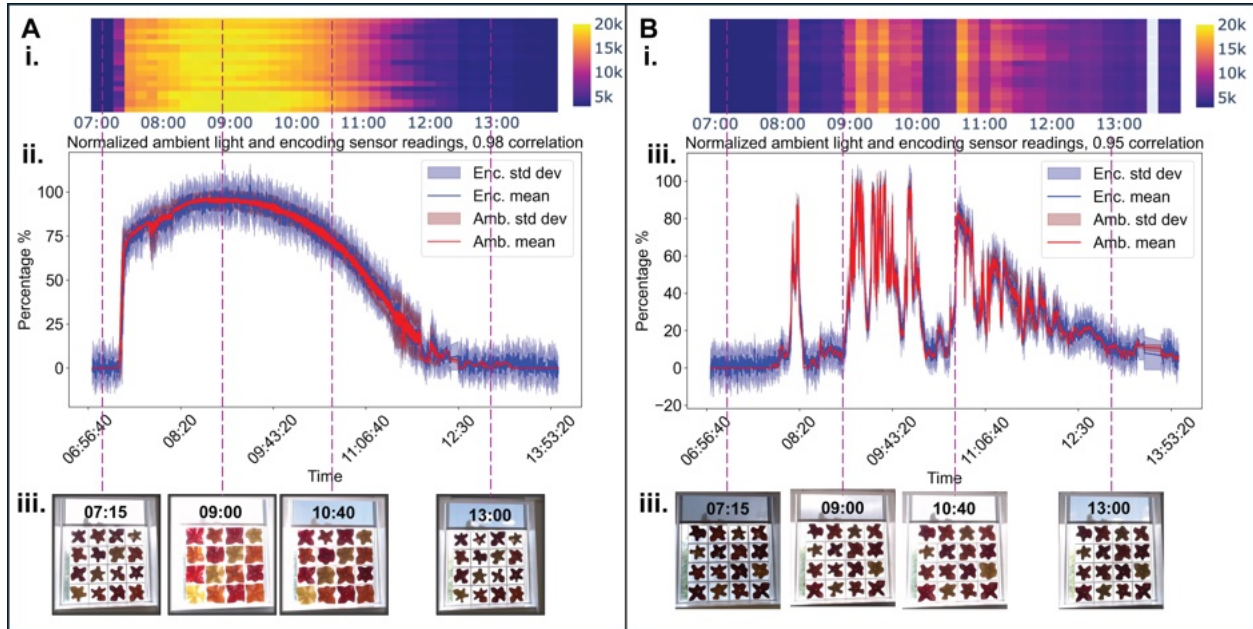 A
i.
20k
15k
10k
5k
07:00 08:00 09:00 10:00 11:00 12:00 13:00
Normalized ambient light and encoding sensor readings, 0.98 correlation
ii.
Enc. std dev
Enc. mean
Amb. std dev
Amb. mean
Percentage %
100
75
50
25
0
06:56:40 08:20 09:43:20 11:06:40 12:30 13:53:20
Time
iii.
07:15 09:00 10:40 13:00
B
i.
20k
15k
10k
5k
07:00 08:00 09:00 10:00 11:00 12:00 13:00
Normalized ambient light and encoding sensor readings, 0.95 correlation
iii.
Enc. std dev
Enc. mean
Amb. std dev
Amb. mean
Percentage %
100
80
60
40
20
0
−20
06:56:40 08:20 09:43:20 11:06:40 12:30 13:53:20
Time
iii.
07:15 09:00 10:40 13:00